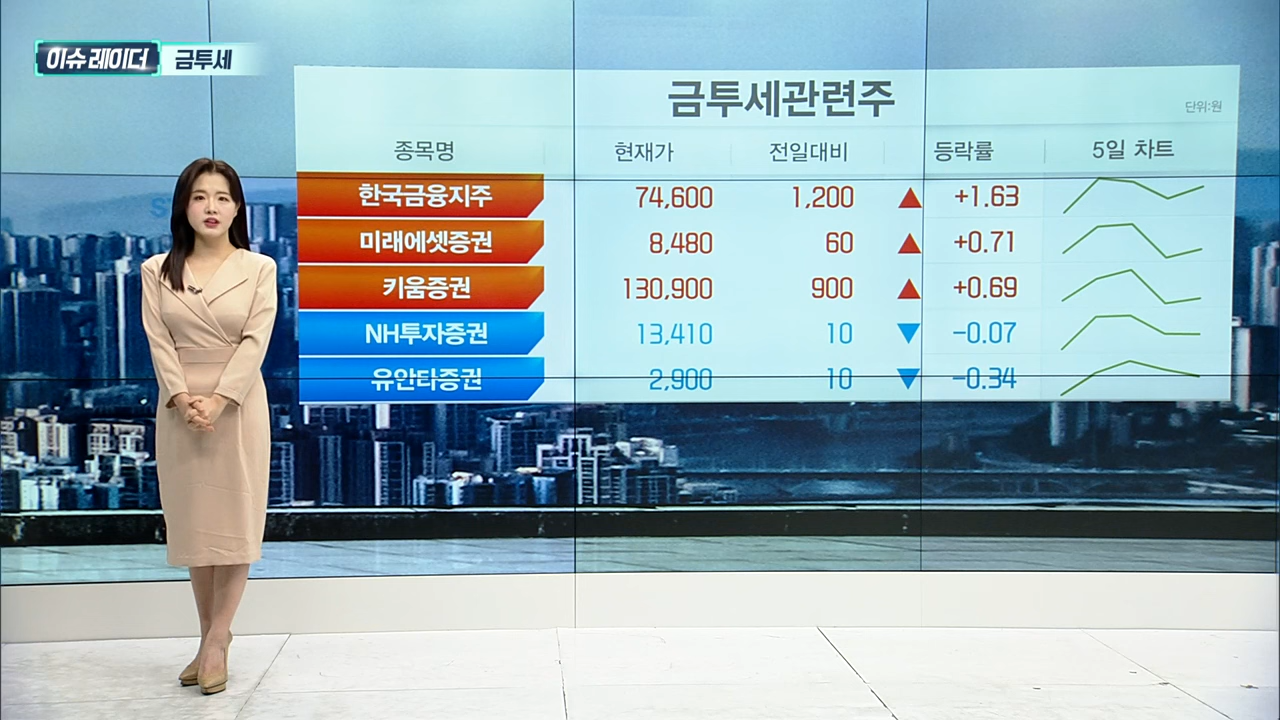 이슈레이더 금투세
금투세관련주
단위:원
종목명 현재가 전일대비 등락률 5일 차트
한국금융지주 74,600 1,200 ▲ +1.63
미래에셋증권 8,480 60 ▲ +0.71
키움증권 130,900 900 ▲ +0.69
NH투자증권 13,410 10 ▼ -0.07
유안타증권 2,900 10 ▼ -0.34